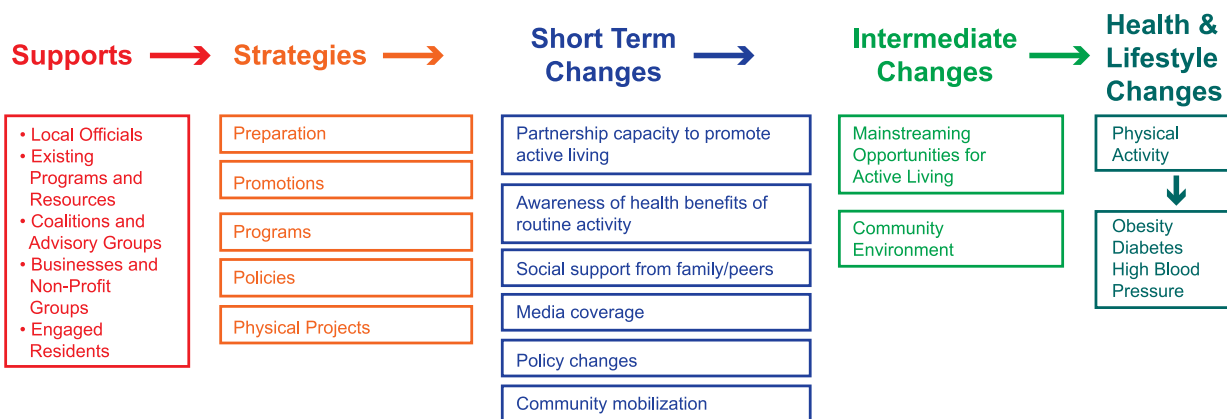 Supports
Strategies
Short Term
Changes
Intermediate
Changes
Health &
Lifestyle
Changes
• Local Officials
• Existing
Programs and
Resources
• Coalitions and
Advisory Groups
• Businesses and
Non-Profit
Groups
• Engaged
Residents
Preparation
Promotions
Programs
Policies
Physical Projects
Partnership capacity to promote
active living
Awareness of health benefits of
routine activity
Social support from family/peers
Media coverage
Policy changes
Community mobilization
Mainstreaming
Opportunities for
Active Living
Community
Environment
Physical
Activity
Obesity
Diabetes
High Blood
Pressure